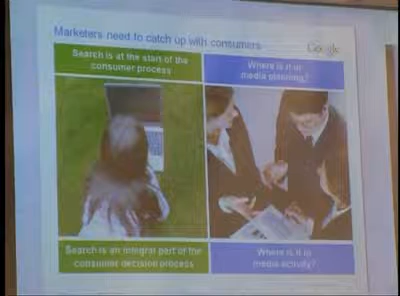 Marketers need to catch up with consumers
Google
Search is at the start of the
consumer process
Where is it in
media planning?
Search is an integral part of the
consumer decision process
Where is it in
media activity?